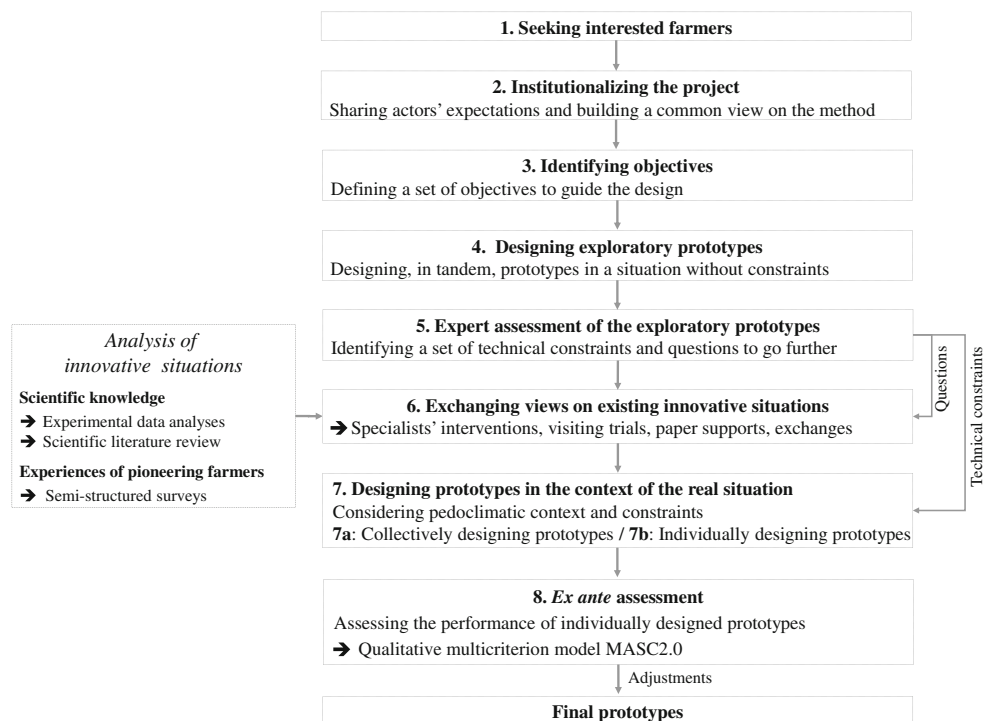 1. Seeking interested farmers
2. Institutionalizing the project
Sharing actors' expectations and building a common view on the method
3. Identifying objectives
Defining a set of objectives to guide the design
4. Designing exploratory prototypes
Designing, in tandem, prototypes in a situation without constraints
5. Expert assessment of the exploratory prototypes
Identifying a set of technical constraints and questions to go further
Questions
Technical constraints
Analysis of
innovative situations
Scientific knowledge
➔ Experimental data analyses
➔ Scientific literature review
Experiences of pioneering farmers
➔ Semi-structured surveys
6. Exchanging views on existing innovative situations
➔ Specialists' interventions, visiting trials, paper supports, exchanges
7. Designing prototypes in the context of the real situation
Considering pedoclimatic context and constraints
7a: Collectively designing prototypes / 7b: Individually designing prototypes
8. Ex ante assessment
Assessing the performance of individually designed prototypes
➔ Qualitative multicriterion model MASC2.0
Adjustments
Final prototypes